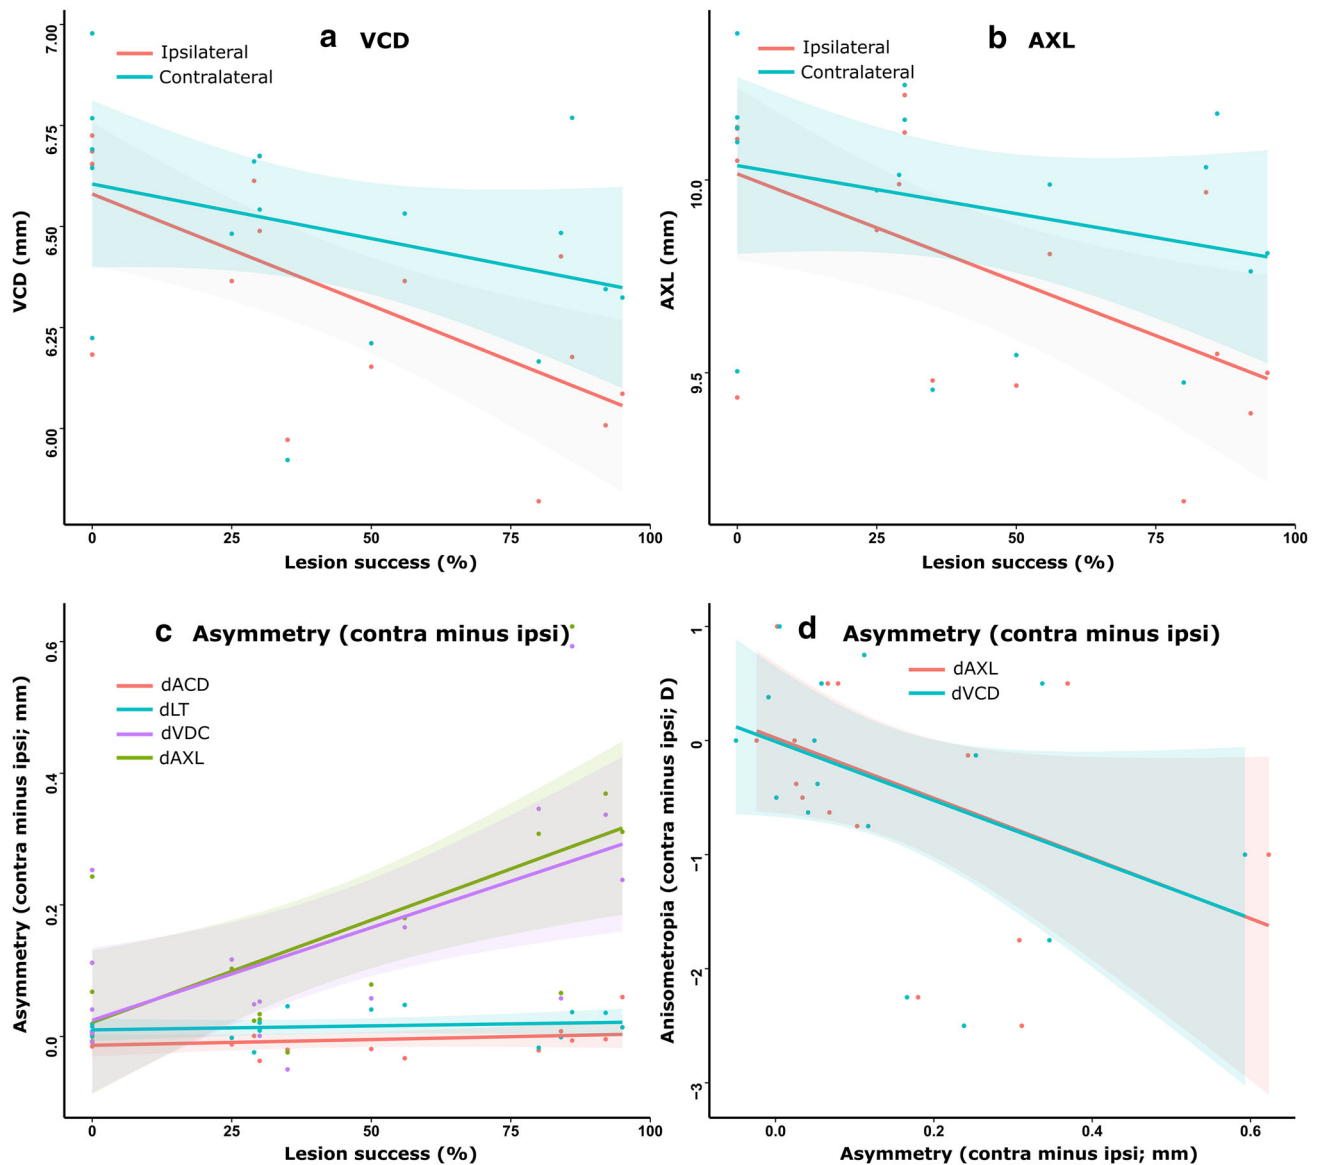 a VCD
Ipsilateral
Contralateral
VCD (mm)
7.00
6.75
6.50
6.25
6.00
0 25 50 75 100
Lesion success (%)
b AXL
Ipsilateral
Contralateral
AXL (mm)
10.0
9.5
0 25 50 75 100
Lesion success (%)
c Asymmetry (contra minus ipsi)
dACD
dLT
dVDC
dAXL
Asymmetry (contra minus ipsi; mm)
0.6
0.4
0.2
0.0
0 25 50 75 100
Lesion success (%)
d Asymmetry (contra minus ipsi)
dAXL
dVCD
Anisometropia (contra minus ipsi; D)
1
0
−1
−2
−3
0.0 0.2 0.4 0.6
Asymmetry (contra minus ipsi; mm)